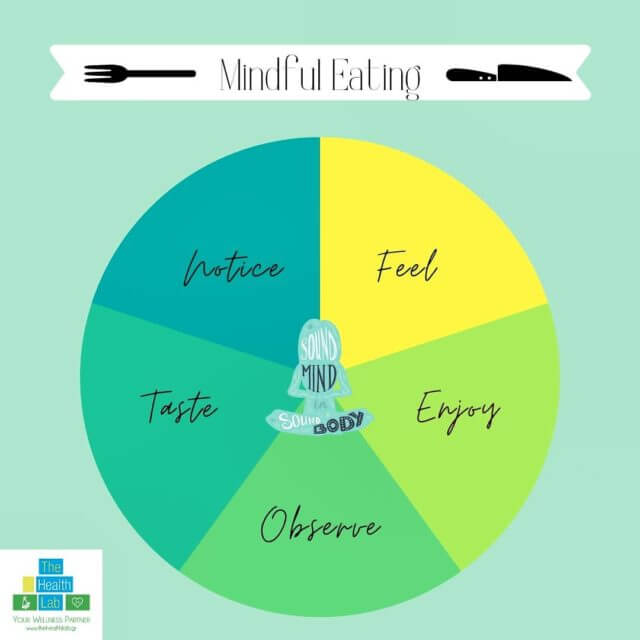 Mindful Eating
Notice
Feel
Taste
SOUND
MIND
in
SOUND
BODY
Enjoy
Observe
The
Health
Lab
YOUR WELLNESS PARTNER
www.thehealthlab.gr